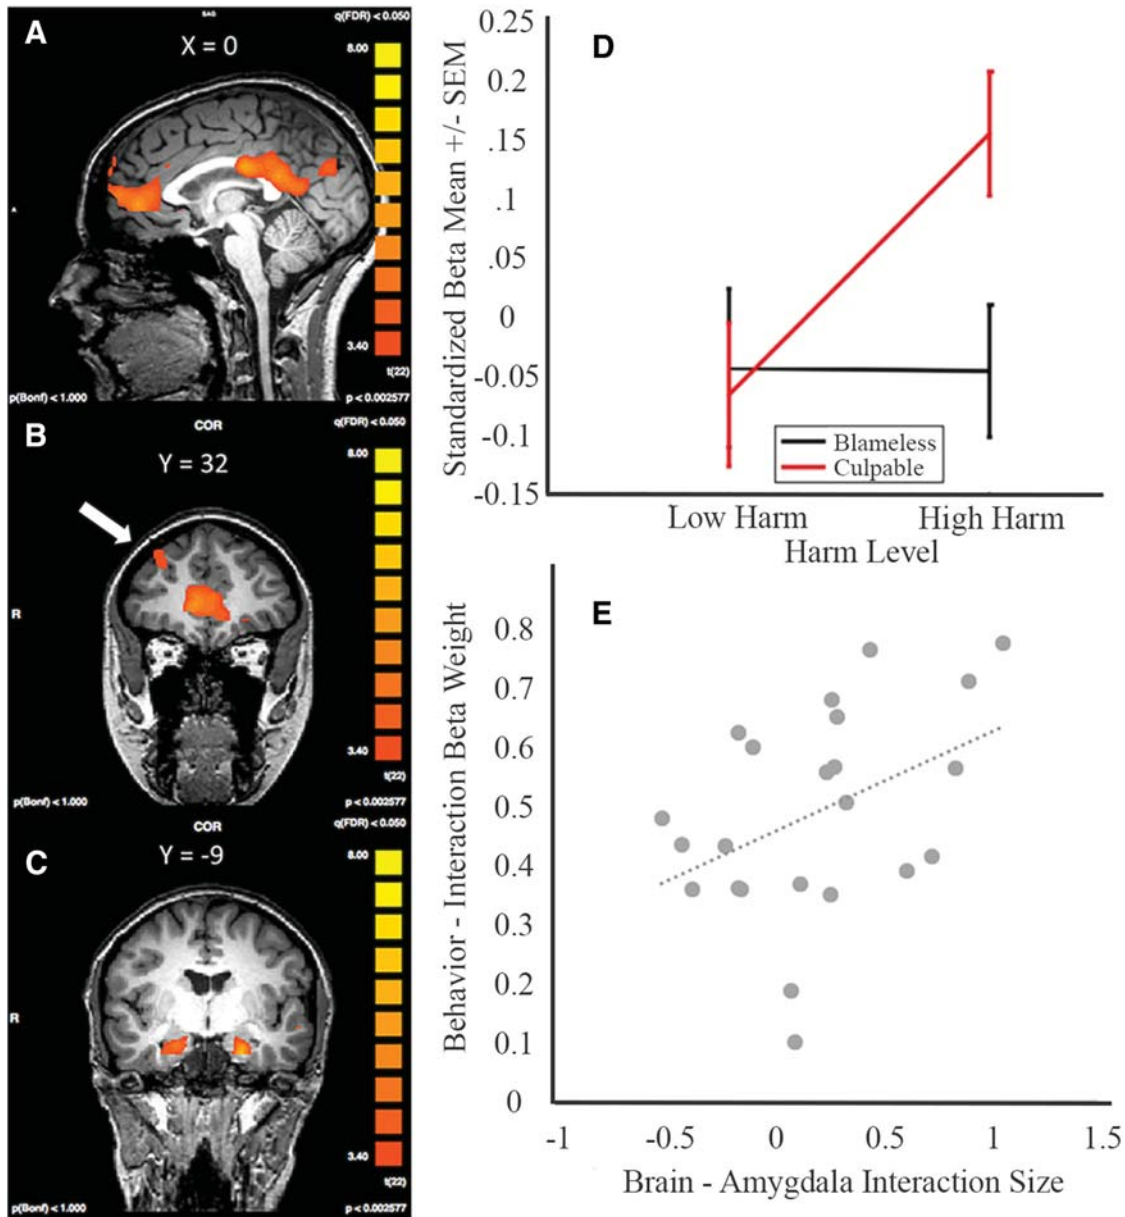 A
SAG
q(FDR) < 0.050
X = 0
8.00
A
3.40
t(22)
p(Bonf) < 1.000
p < 0.002577
B
COR
q(FDR) < 0.050
Y = 32
8.00
R
3.40
t(22)
p(Bonf) < 1.000
p < 0.002577
C
COR
q(FDR) < 0.050
Y = -9
8.00
R
3.40
t(22)
p(Bonf) < 1.000
p < 0.002577
D
Standardized Beta Mean +/- SEM
0.25
0.2
.15
.1
.05
0
-0.05
-0.1
-0.15
Blameless
Culpable
Low Harm High Harm
Harm Level
E
Behavior - Interaction Beta Weight
0.8
0.7
0.6
0.5
0.4
0.3
0.2
0.1
0
-1 -0.5 0 0.5 1 1.5
Brain - Amygdala Interaction Size